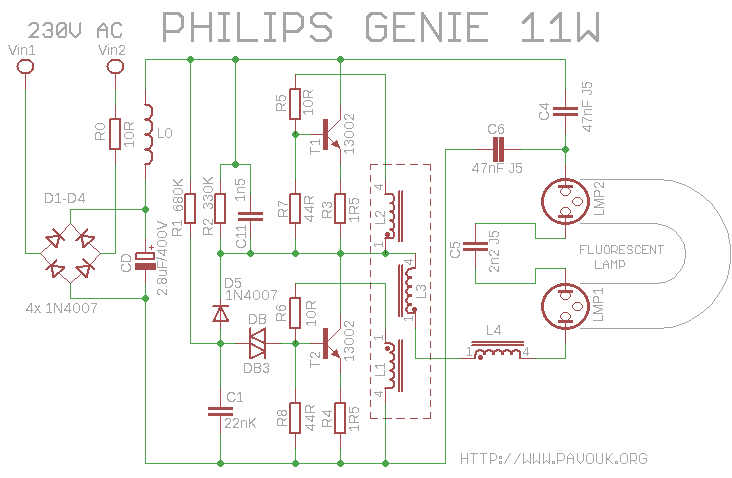 PHILIPS GENIE 11W
230V AC
Vin1
Vin2
R0
10R
L0
D1-D4
4x 1N4007
CD
+
2.8uF/400V
R1 680K
R2 330K
1n5
C11
R5
10R
T1
13002
R7
44R
R3
1R5
4
L2
1
4
L3
1
L1
4
1
D5
1N4007
DB
DB3
R6
10R
T2
13002
C1
22nK
R8
44R
R4
1R5
C6
47nF J5
C4
47nF J5
LMP2
C5
2n2 J5
FLUORESCENT
LAMP
LMP1
L4
1
4
HTTP://WWW.PAVOUK.ORG